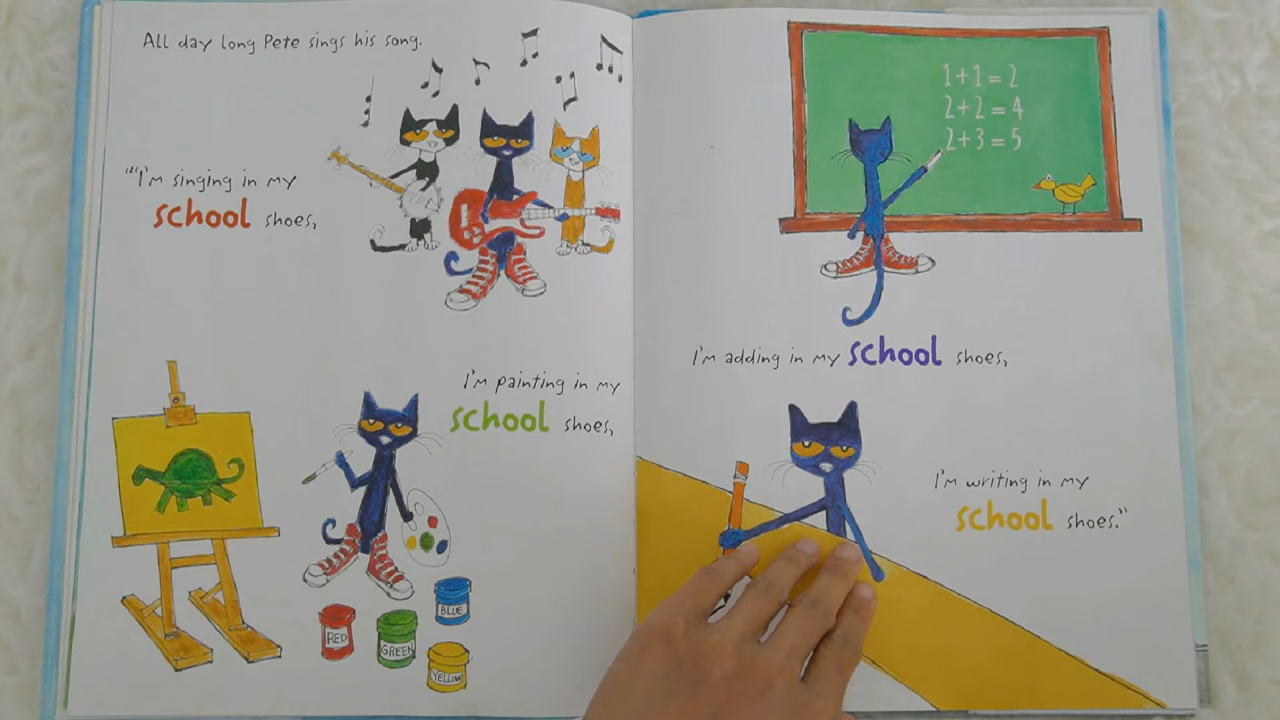 All day long Pete sings his song.
"“I'm singing in my
school shoes,
I'm painting in my
school shoes,
RED
GREEN
BLUE
YELLOW
1+1=2
2+2=4
2+3=5
I'm adding in my school shoes,
I'm writing in my
school shoes."